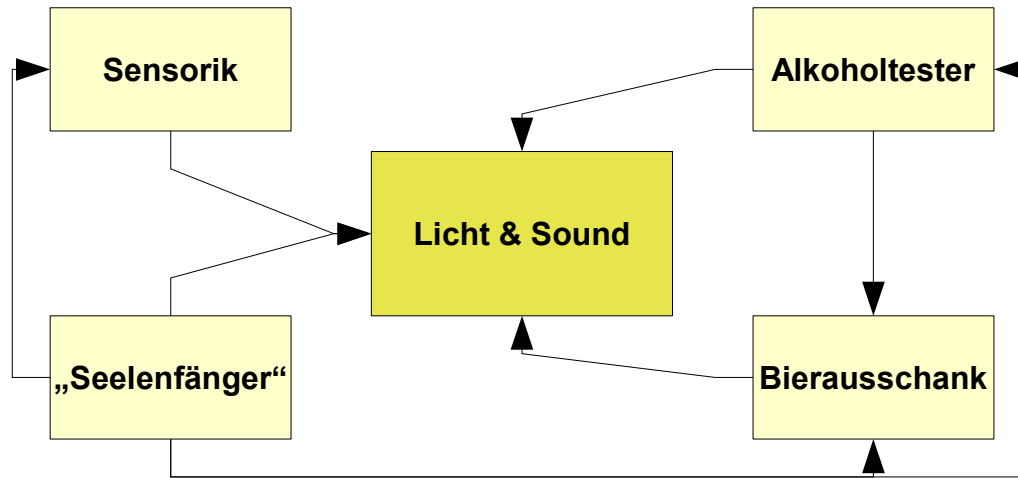 Sensorik
Alkoholtester
Licht & Sound
„Seelenfänger“
Bierausschank